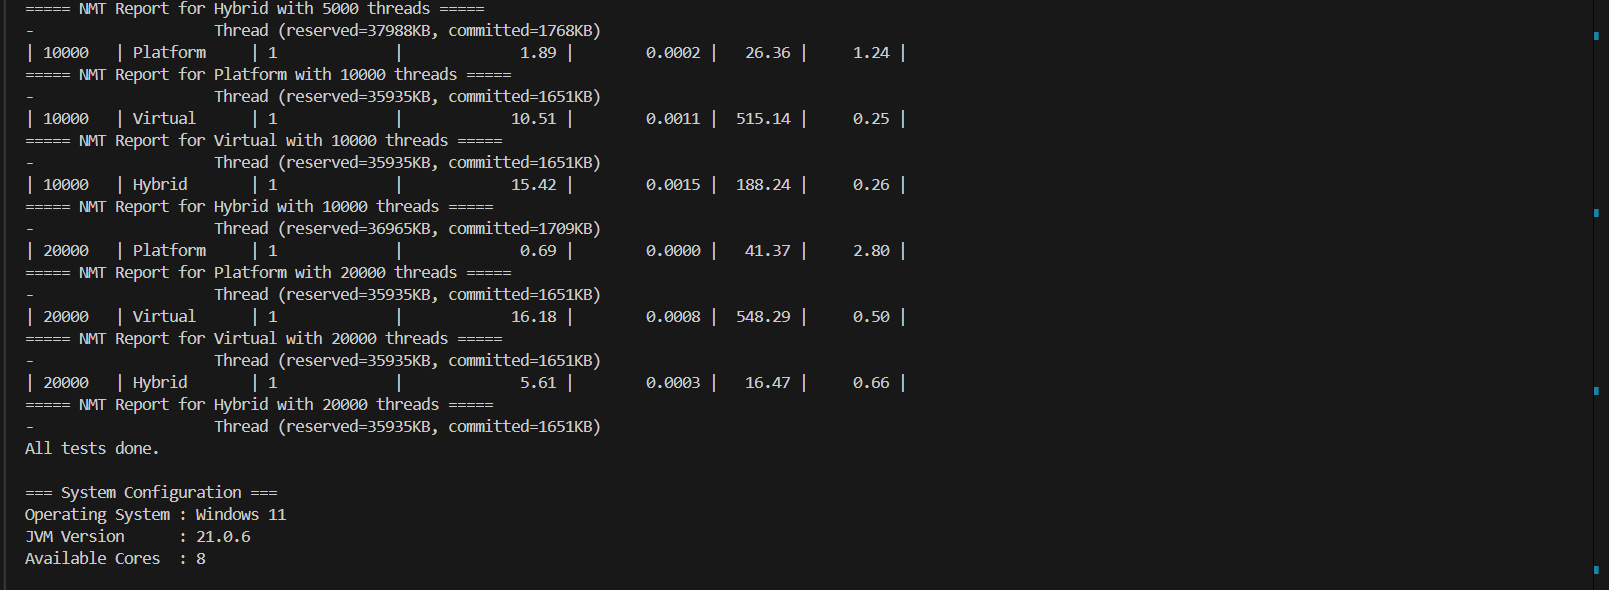 ===== NMT Report for Hybrid with 5000 threads =====
-                    Thread (reserved=37988KB, committed=1768KB)
| 10000   | Platform     | 1             |             1.89 |        0.0002 |   26.36 |     1.24 |
===== NMT Report for Platform with 10000 threads =====
-                    Thread (reserved=35935KB, committed=1651KB)
| 10000   | Virtual      | 1             |            10.51 |        0.0011 |  515.14 |     0.25 |
===== NMT Report for Virtual with 10000 threads =====
-                    Thread (reserved=35935KB, committed=1651KB)
| 10000   | Hybrid       | 1             |            15.42 |        0.0015 |  188.24 |     0.26 |
===== NMT Report for Hybrid with 10000 threads =====
-                    Thread (reserved=36965KB, committed=1709KB)
| 20000   | Platform     | 1             |             0.69 |        0.0000 |   41.37 |     2.80 |
===== NMT Report for Platform with 20000 threads =====
-                    Thread (reserved=35935KB, committed=1651KB)
| 20000   | Virtual      | 1             |            16.18 |        0.0008 |  548.29 |     0.50 |
===== NMT Report for Virtual with 20000 threads =====
-                    Thread (reserved=35935KB, committed=1651KB)
| 20000   | Hybrid       | 1             |             5.61 |        0.0003 |   16.47 |     0.66 |
===== NMT Report for Hybrid with 20000 threads =====
-                    Thread (reserved=35935KB, committed=1651KB)
All tests done.

=== System Configuration ===
Operating System : Windows 11
JVM Version      : 21.0.6
Available Cores  : 8